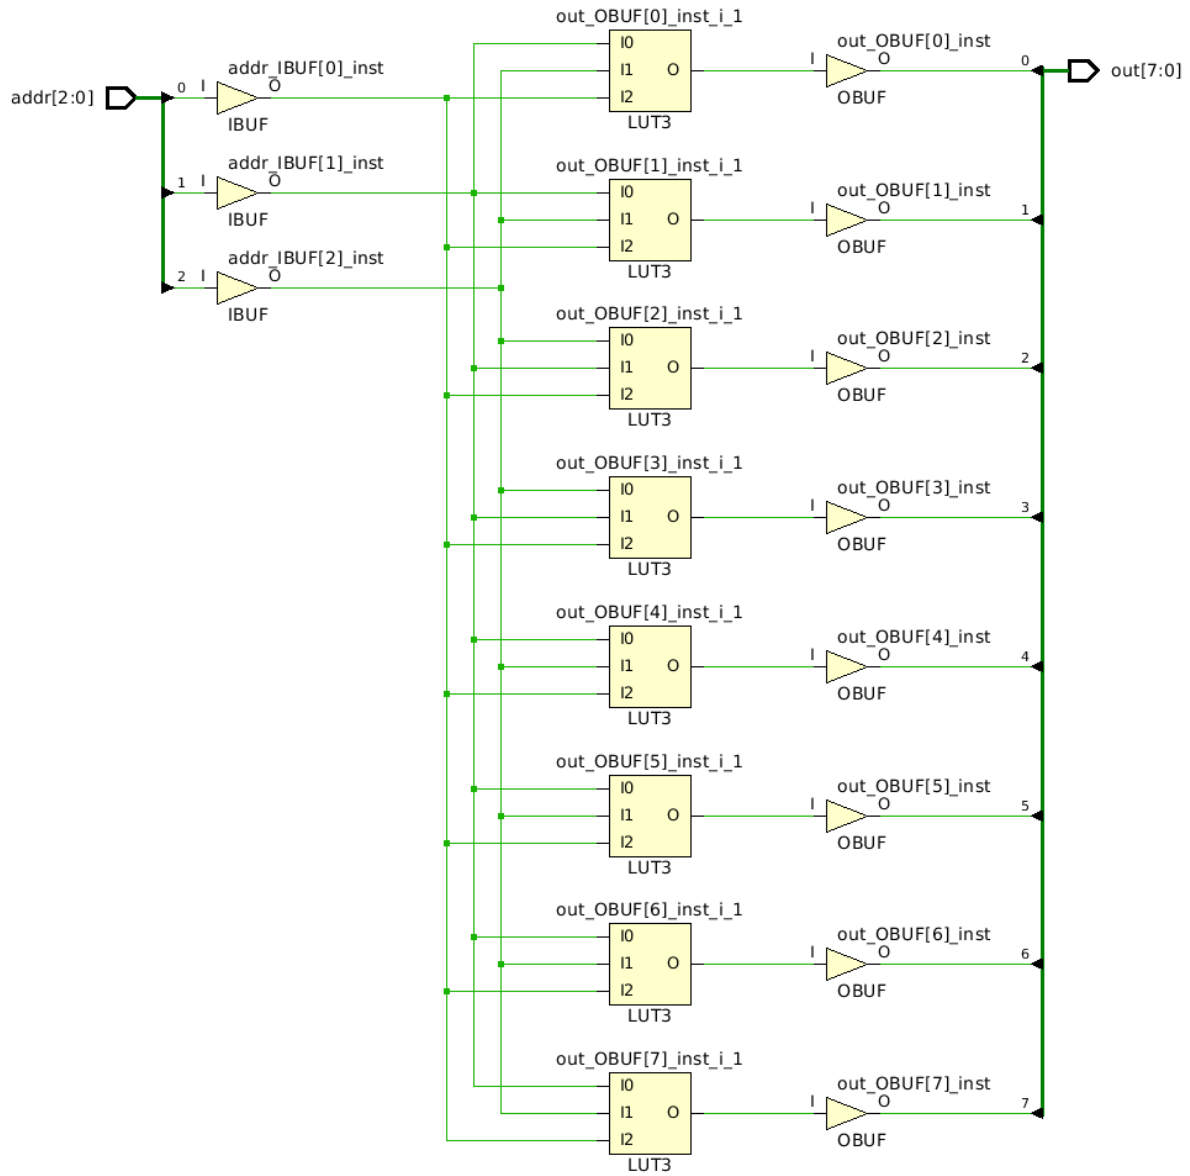 addr[2:0]
0 I addr_IBUF[0]_inst O
IBUF
1 I addr_IBUF[1]_inst O
IBUF
2 I addr_IBUF[2]_inst O
IBUF
out_OBUF[0]_inst_i_1
I0
I1 O
I2
LUT3
out_OBUF[0]_inst
I O 0
OBUF
out[7:0]
out_OBUF[1]_inst_i_1
I0
I1 O
I2
LUT3
out_OBUF[1]_inst
I O 1
OBUF
out_OBUF[2]_inst_i_1
I0
I1 O
I2
LUT3
out_OBUF[2]_inst
I O 2
OBUF
out_OBUF[3]_inst_i_1
I0
I1 O
I2
LUT3
out_OBUF[3]_inst
I O 3
OBUF
out_OBUF[4]_inst_i_1
I0
I1 O
I2
LUT3
out_OBUF[4]_inst
I O 4
OBUF
out_OBUF[5]_inst_i_1
I0
I1 O
I2
LUT3
out_OBUF[5]_inst
I O 5
OBUF
out_OBUF[6]_inst_i_1
I0
I1 O
I2
LUT3
out_OBUF[6]_inst
I O 6
OBUF
out_OBUF[7]_inst_i_1
I0
I1 O
I2
LUT3
out_OBUF[7]_inst
I O 7
OBUF